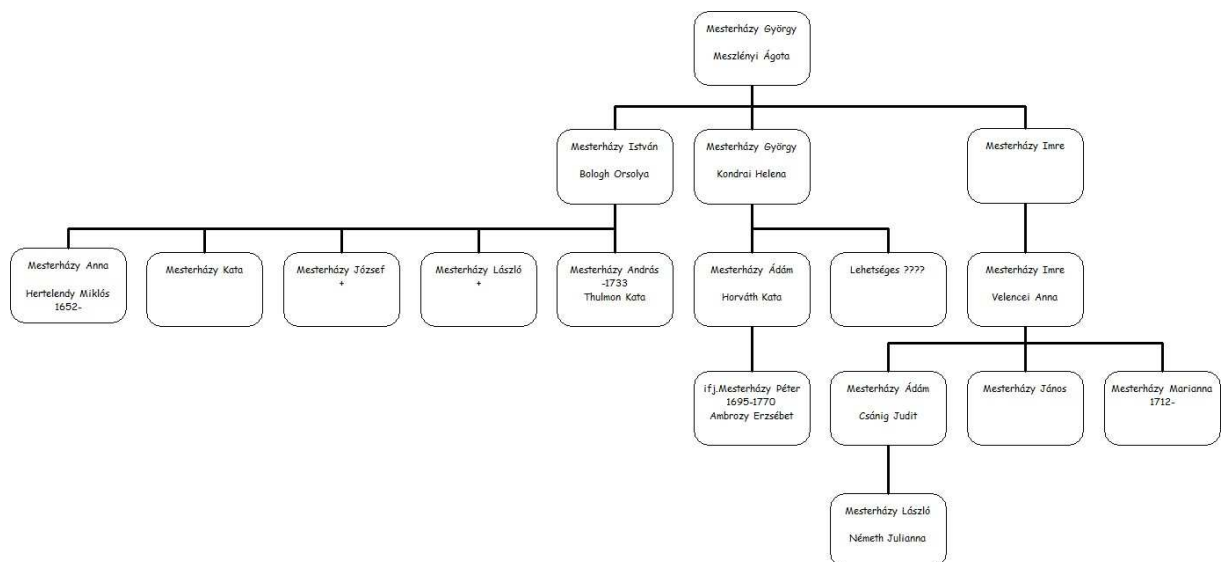 Mesterházy György
Meszlényi Ágota
Mesterházy István
Bologh Orsolya
Mesterházy György
Kondrai Helena
Mesterházy Imre
Mesterházy Anna
Hertelendy Miklós
1652-
Mesterházy Kata
Mesterházy József
+
Mesterházy László
+
Mesterházy András
-1733
Thulmon Kata
Mesterházy Ádám
Horváth Kata
Lehetséges ????
Mesterházy Imre
Velencei Anna
ifj.Mesterházy Péter
1695-1770
Ambrozy Erzsébet
Mesterházy Ádám
Csánig Judit
Mesterházy János
Mesterházy Marianna
1712-
Mesterházy László
Németh Julianna